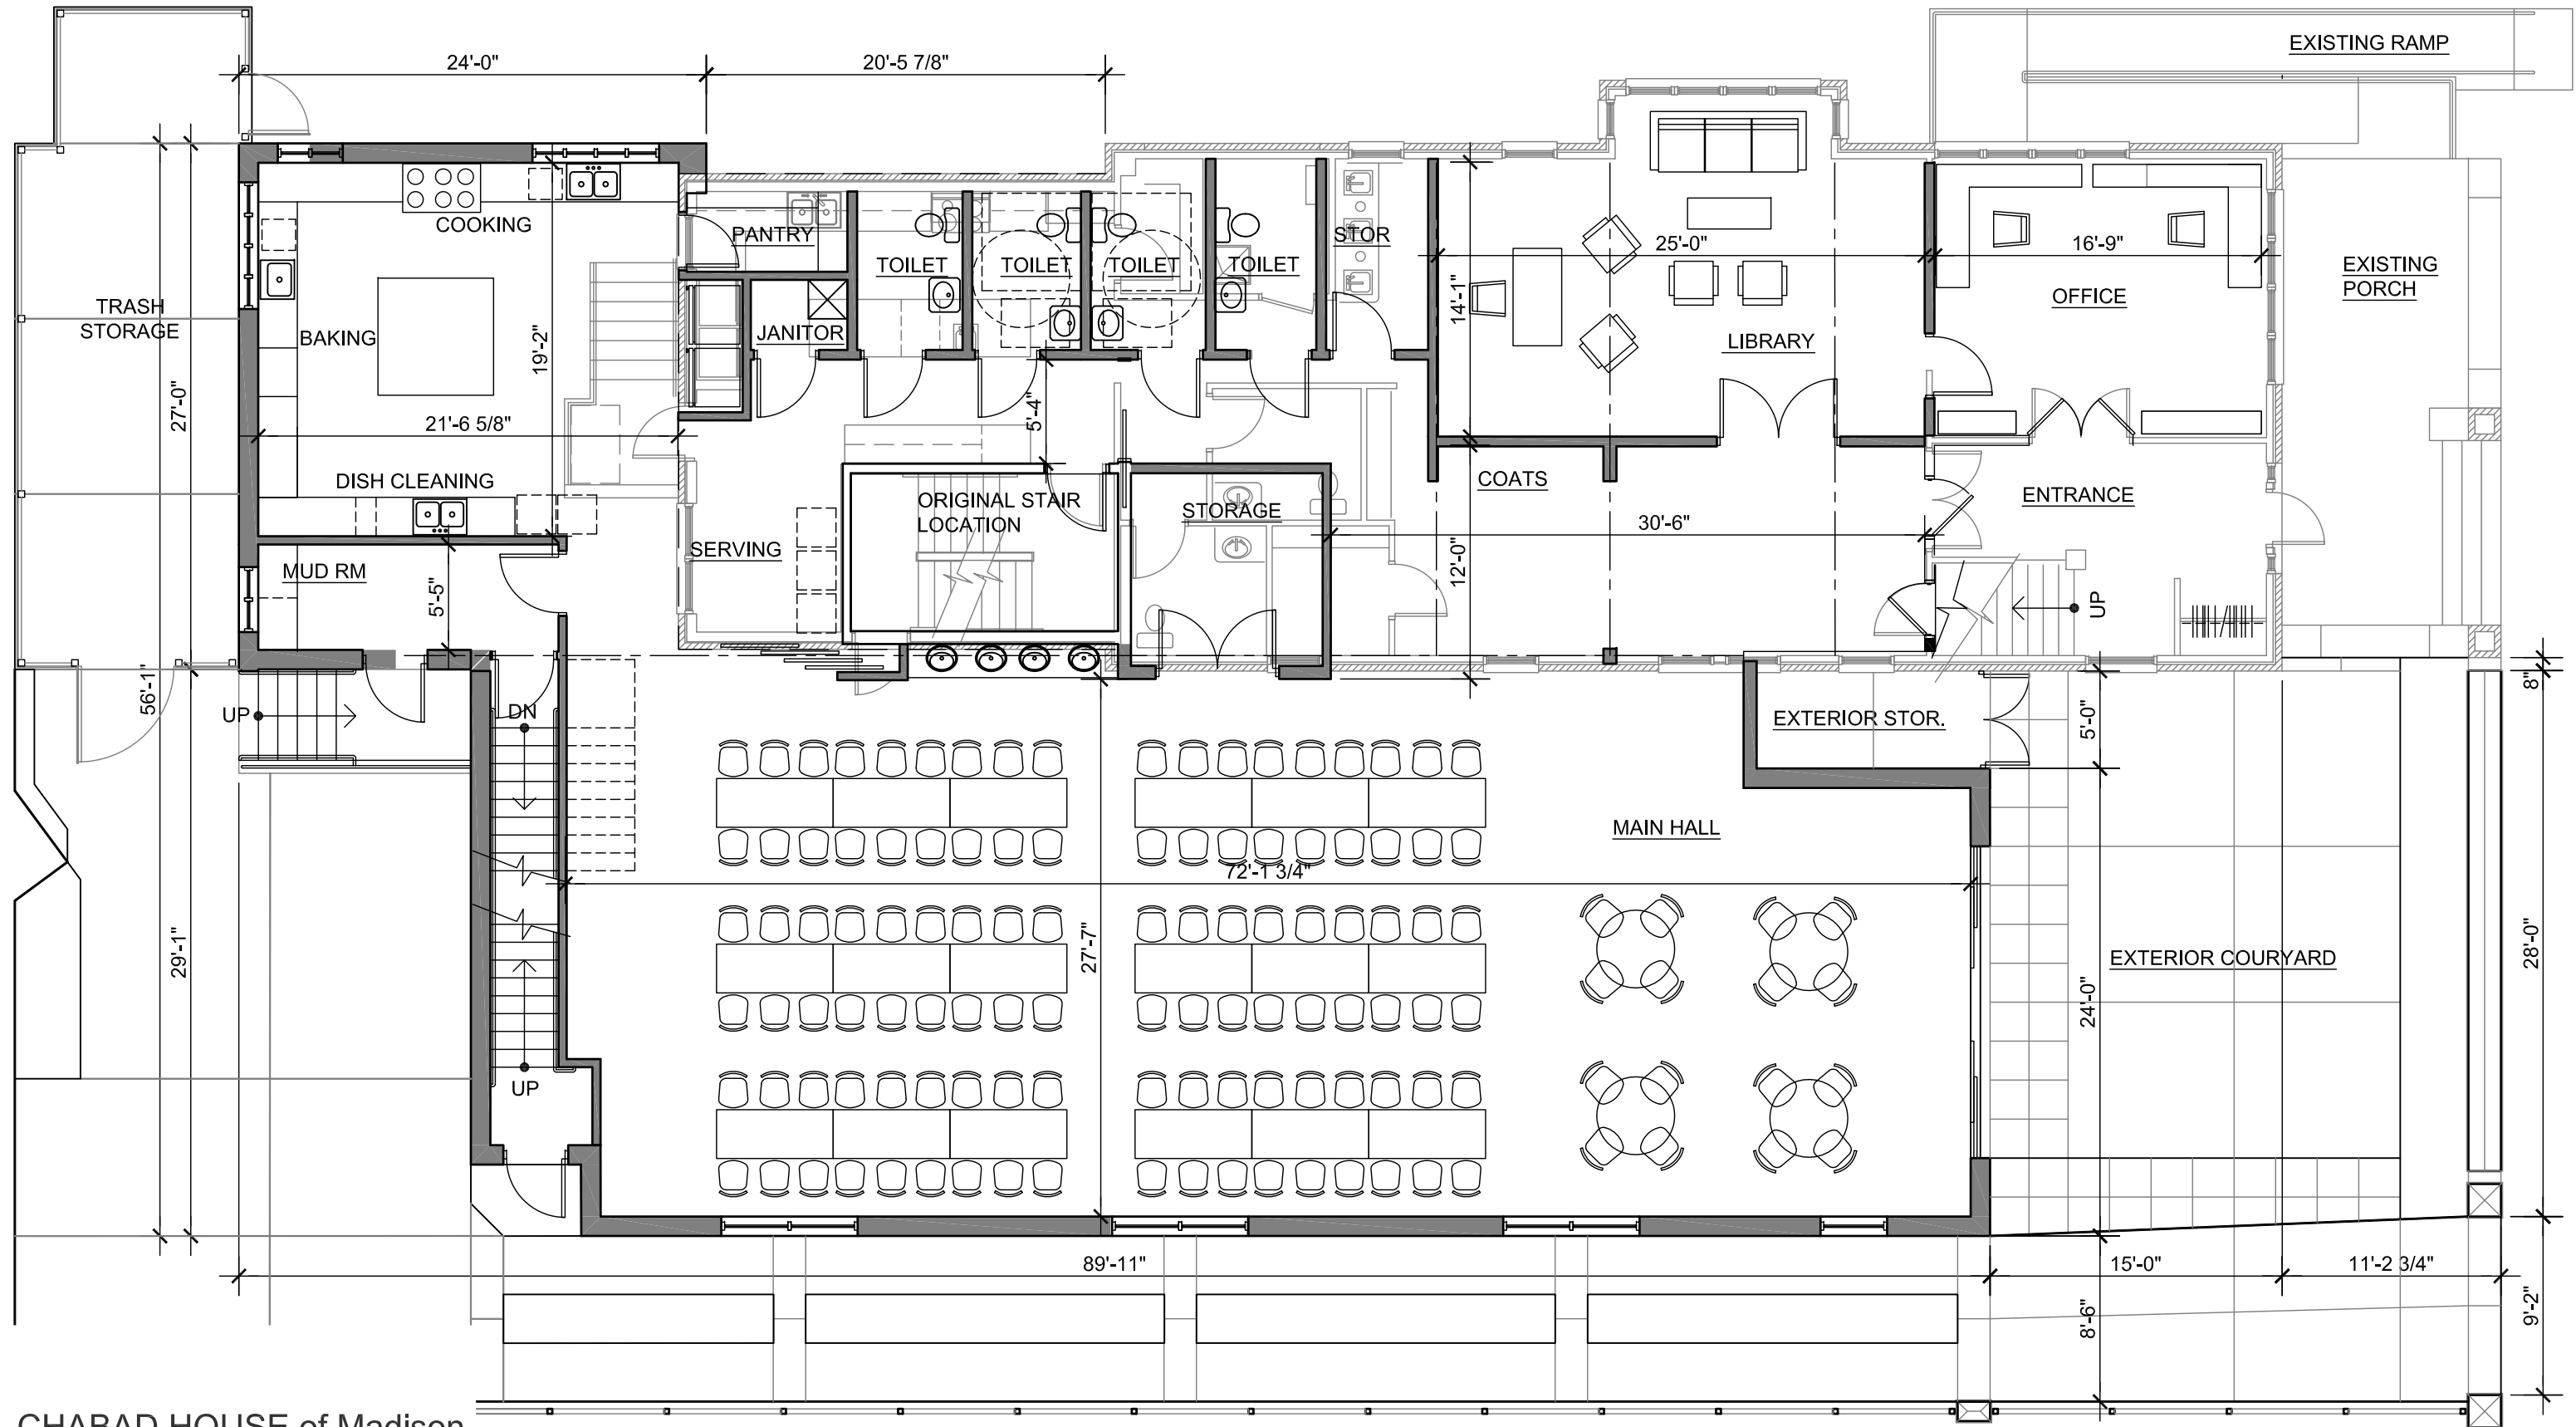 EXISTING RAMP
24'-0"
20'-5 7/8"
COOKING
PANTRY
STOR
25'-0"
16'-9"
TOILET
TOILET
TOILET
TOILET
EXISTING
PORCH
OFFICE
TRASH
STORAGE
JANITOR
BAKING
14'-1"
LIBRARY
19'-2"
27'-0"
21'-6 5/8"
5'-4"
DISH CLEANING
COATS
ORIGINAL STAIR
LOCATION
STORAGE
ENTRANCE
30'-6"
SERVING
MUD RM
5'-5"
12'-0"
UP
56'-1"
UP
DN
EXTERIOR STOR.
5'-0"
8"
MAIN HALL
72'-1 3/4"
29'-1"
27'-7"
EXTERIOR COURYARD
28'-0"
24'-0"
UP
89'-11"
15'-0"
11'-2 3/4"
8'-6"
9'-2"
CHABAD HOUSE of Madison